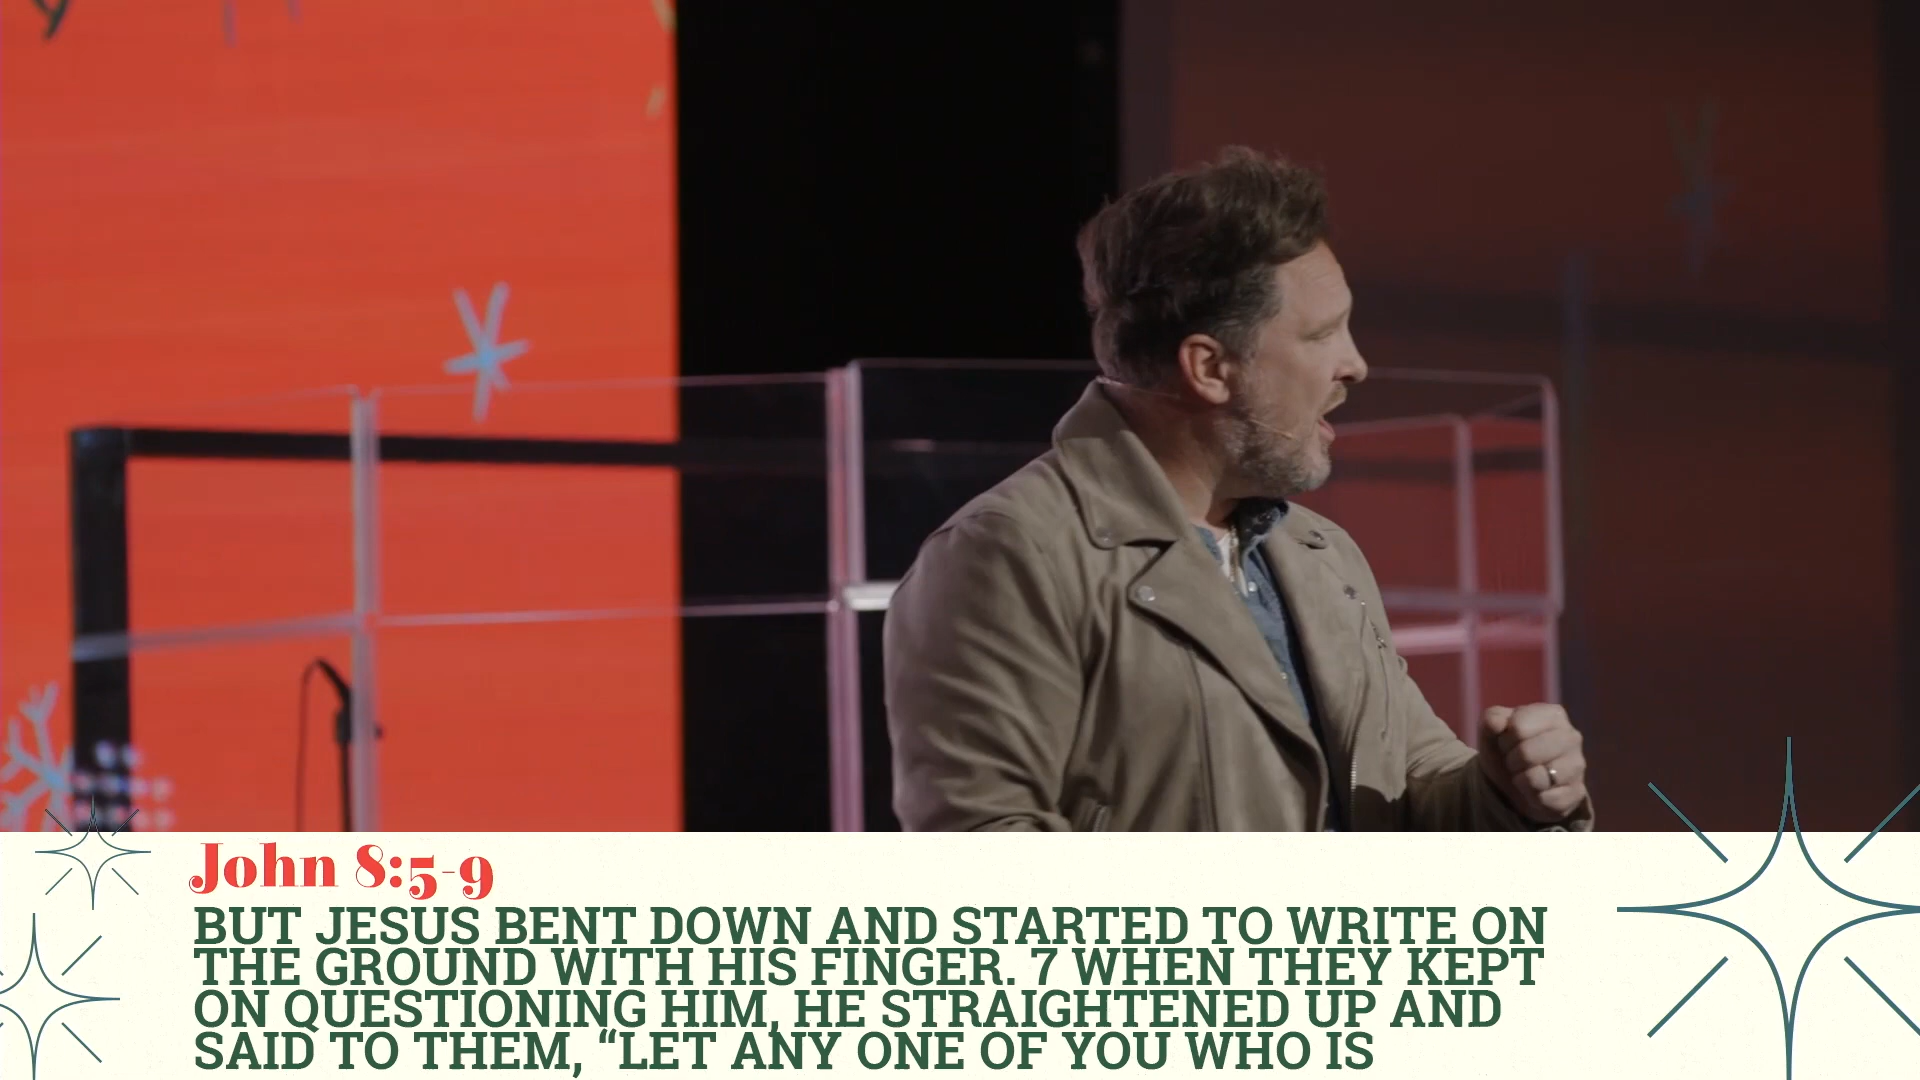 John 8:5-9
BUT JESUS BENT DOWN AND STARTED TO WRITE ON
THE GROUND WITH HIS FINGER. 7 WHEN THEY KEPT
ON QUESTIONING HIM, HE STRAIGHTENED UP AND
SAID TO THEM, “LET ANY ONE OF YOU WHO IS